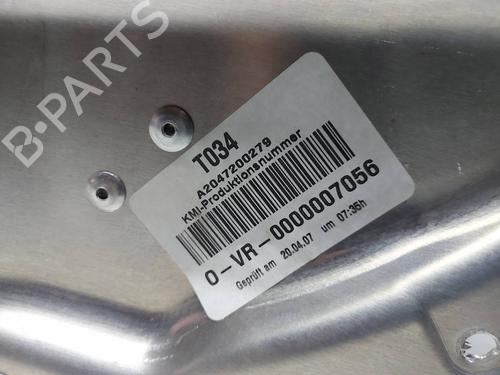 B-PARTS
T034
A2047200279
KMI-Produktionsnummer
0-VR-0000007056
Geprüft am 20.04.07 um 07:35h